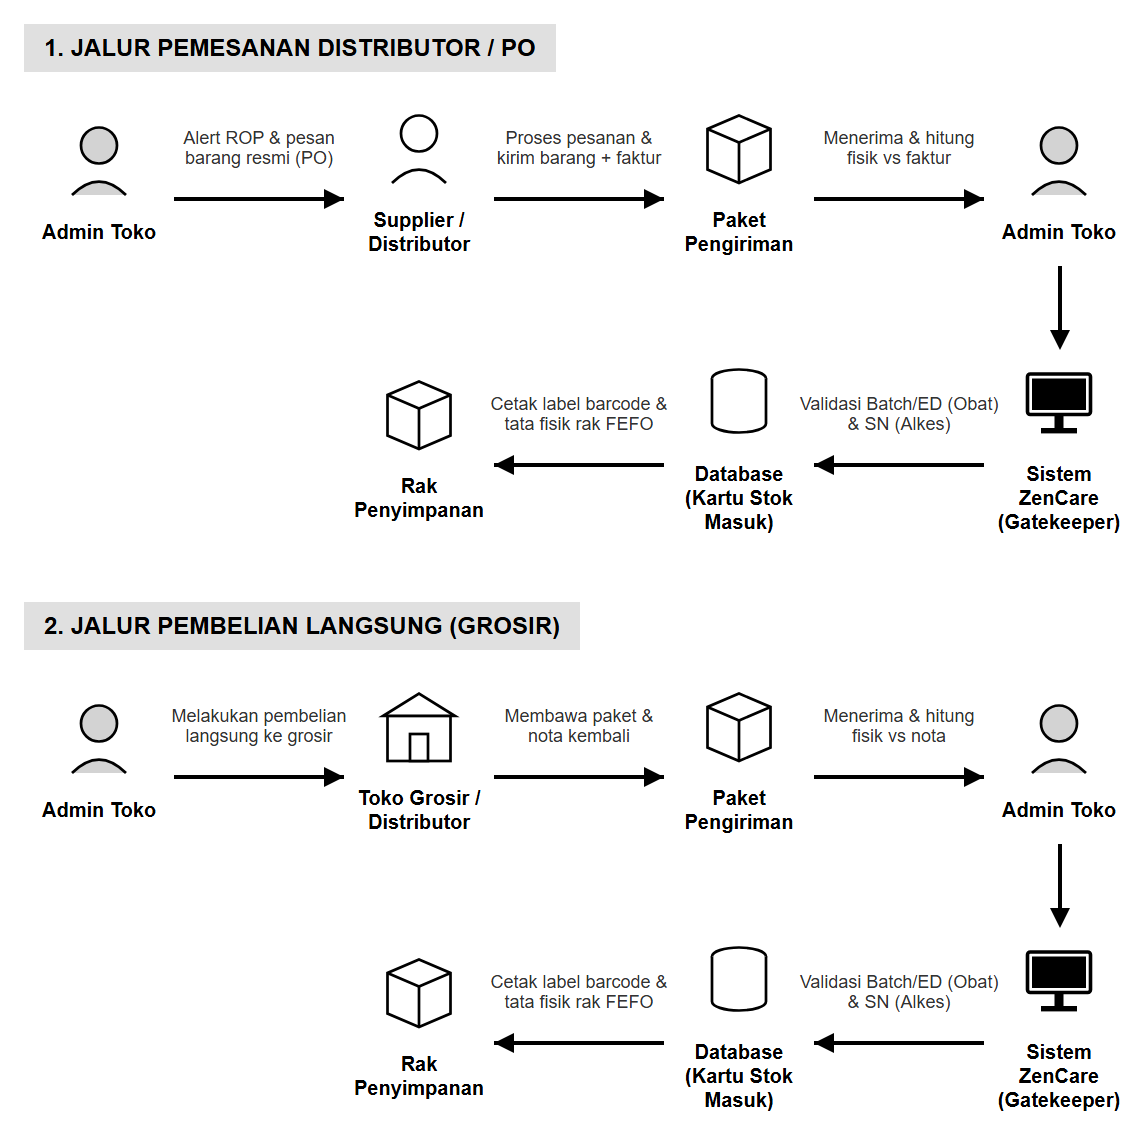 1. JALUR PEMESANAN DISTRIBUTOR / PO
Alert ROP & pesan
barang resmi (PO)
Proses pesanan &
kirim barang + faktur
Menerima & hitung
fisik vs faktur
Admin Toko
Supplier /
Distributor
Paket
Pengiriman
Admin Toko
Cetak label barcode &
tata fisik rak FEFO
Validasi Batch/ED (Obat)
& SN (Alkes)
Rak
Penyimpanan
Database
(Kartu Stok
Masuk)
Sistem
ZenCare
(Gatekeeper)
2. JALUR PEMBELIAN LANGSUNG (GROSIR)
Melakukan pembelian
langsung ke grosir
Membawa paket &
nota kembali
Menerima & hitung
fisik vs nota
Admin Toko
Toko Grosir /
Distributor
Paket
Pengiriman
Admin Toko
Cetak label barcode &
tata fisik rak FEFO
Validasi Batch/ED (Obat)
& SN (Alkes)
Rak
Penyimpanan
Database
(Kartu Stok
Masuk)
Sistem
ZenCare
(Gatekeeper)